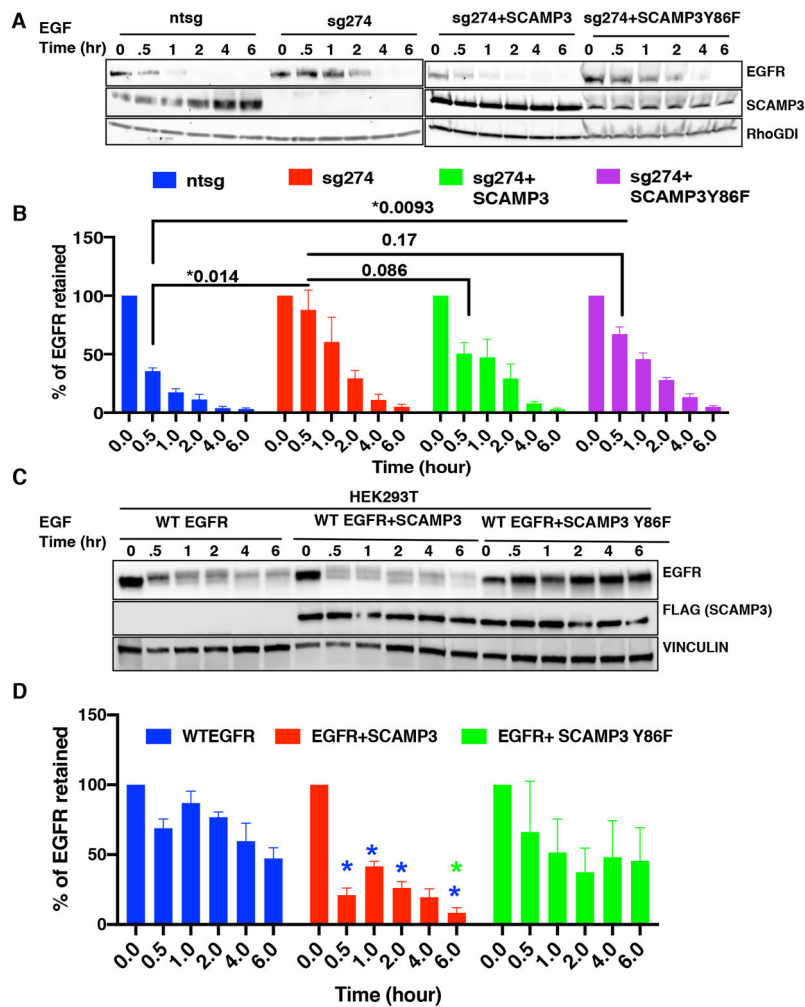 A
EGF
Time (hr)
ntsg
sg274
sg274+SCAMP3
sg274+SCAMP3Y86F
0 .5 1 2 4 6 0 .5 1 2 4 6 0 .5 1 2 4 6 0 .5 1 2 4 6
EGFR
SCAMP3
RhoGDI
ntsg
sg274
sg274+
SCAMP3
sg274+
SCAMP3Y86F
B
*0.0093
0.17
*0.014
0.086
150
100
50
0
% of EGFR retained
0.0 0.5 1.0 2.0 4.0 6.0 0.0 0.5 1.0 2.0 4.0 6.0 0.0 0.5 1.0 2.0 4.0 6.0 0.0 0.5 1.0 2.0 4.0 6.0
Time (hour)
C
HEK293T
EGF
Time (hr)
WT EGFR
WT EGFR+SCAMP3
WT EGFR+SCAMP3 Y86F
0 .5 1 2 4 6 0 .5 1 2 4 6 0 .5 1 2 4 6
EGFR
FLAG (SCAMP3)
VINCULIN
D
150
100
50
0
% of EGFR retained
WTEGFR
EGFR+SCAMP3
EGFR+ SCAMP3 Y86F
* * * * *
0.0 0.5 1.0 2.0 4.0 6.0 0.0 0.5 1.0 2.0 4.0 6.0 0.0 0.5 1.0 2.0 4.0 6.0
Time (hour)